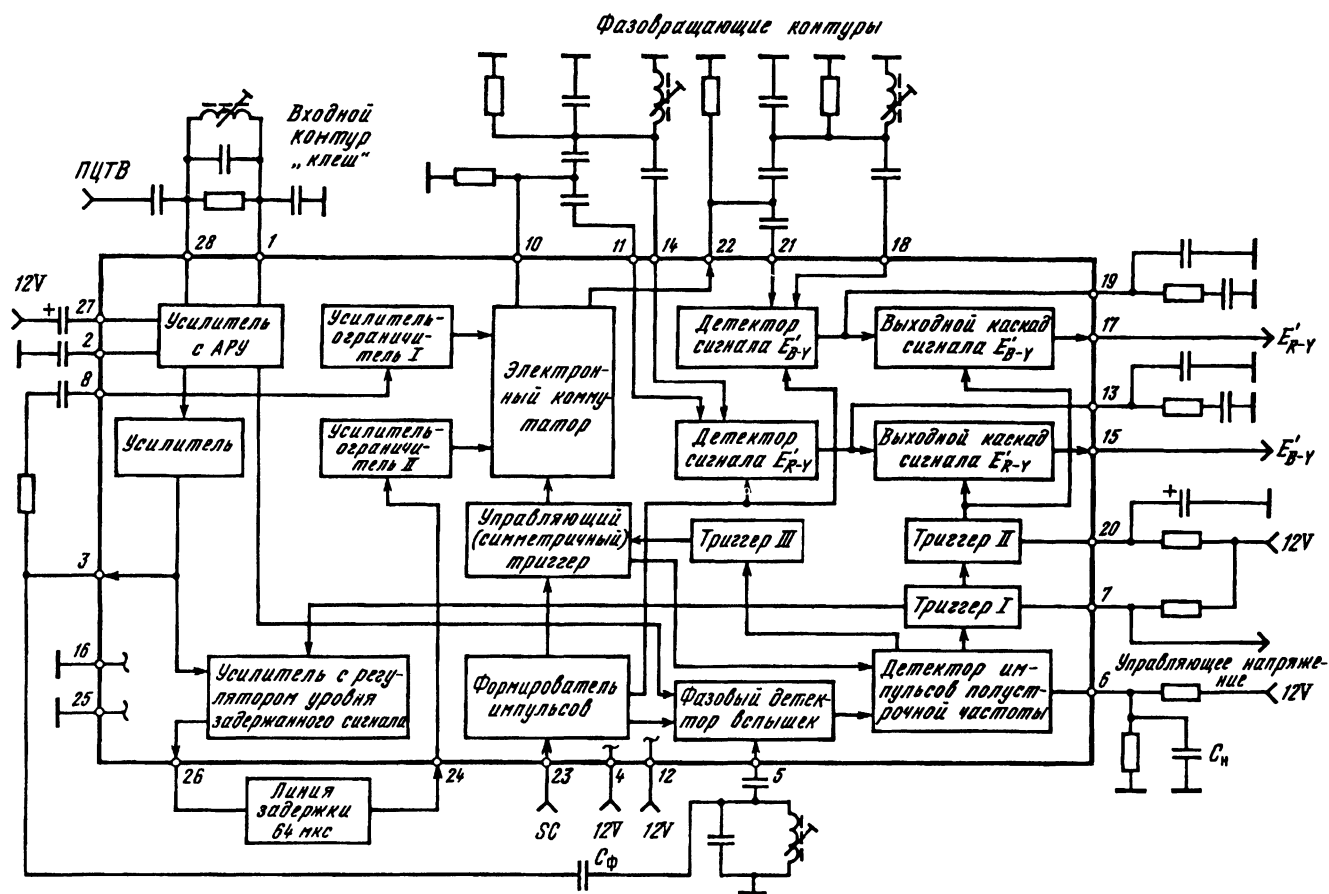 Фазовращающие контуры
Входной
контур
„клеш"
ПЦТВ
28
1
10
11
14
22
21
18
12V
+
27
2
8
Усилитель
с АРУ
Усилитель-
ограничи-
тель I
Электрон-
ный комму-
татор
Детектор
сигнала E'B-Y
Выходной каскад
сигнала E'B-Y
19
17
E'R-Y
13
Усилитель
Усилитель-
ограничи-
тель II
Детектор
сигнала E'R-Y
Выходной каскад
сигнала E'R-Y
15
E'B-Y
+
Управляющий
(симметричный)
триггер
Триггер III
Триггер II
20
12V
3
Триггер I
7
16
25
Усилитель с регу-
лятором уровня
задержанного сигнала
Формирователь
импульсов
Фазовый детек-
тор вспышек
Детектор им-
пульсов полуст-
рочной частоты
Управляющее напряже-
ние
6
12V
Cн
26
24
23
4
12
5
Линия
задержки
64 мкс
SC
12V
12V
Cф